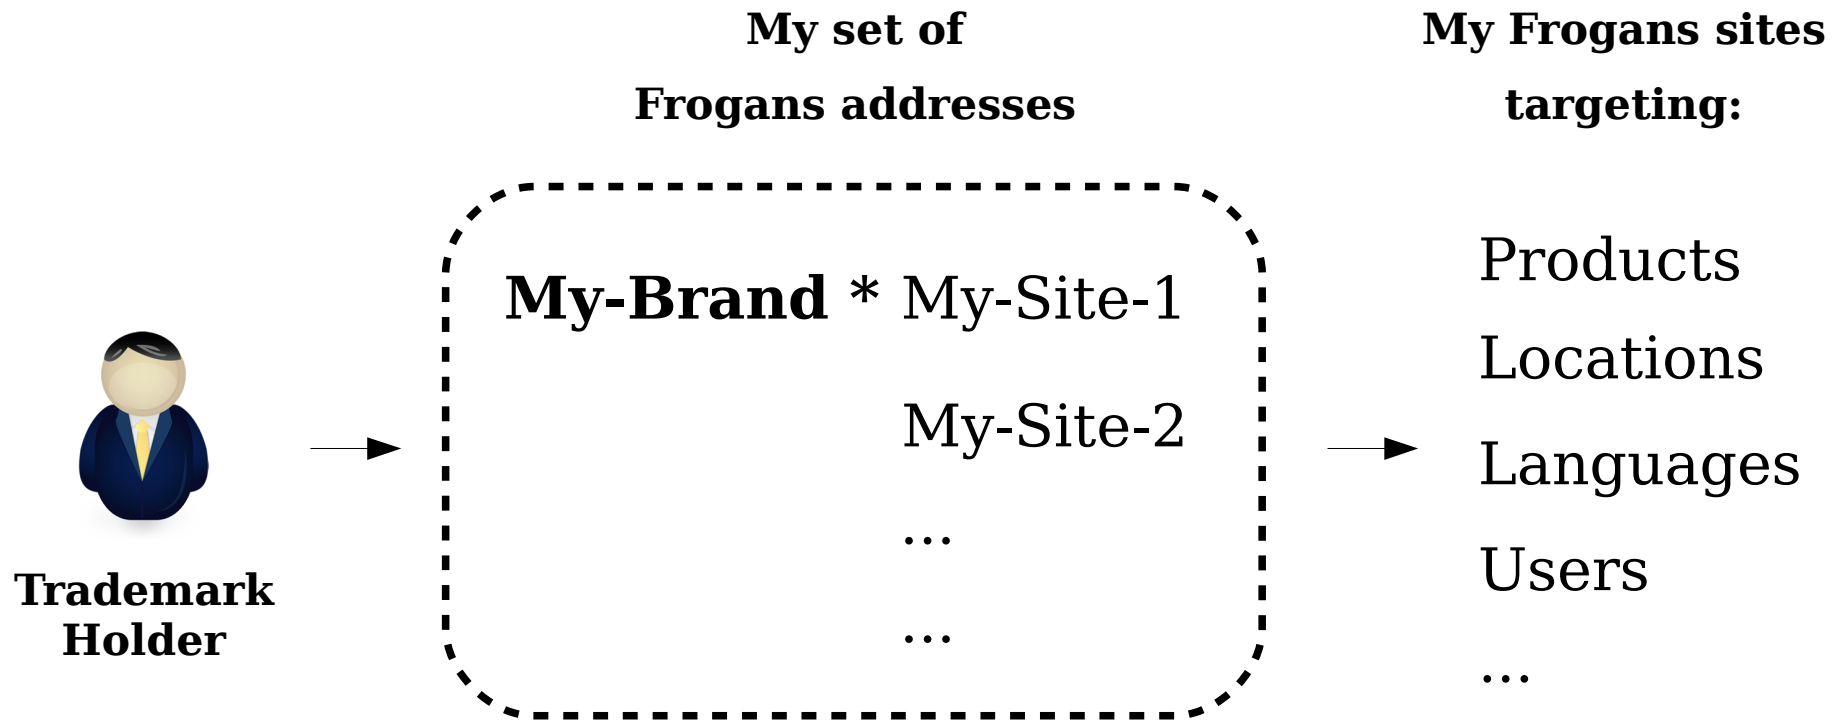 My set of
Frogans addresses
My Frogans sites
targeting:
Trademark
Holder
My-Brand * My-Site-1
My-Site-2
...
...
Products
Locations
Languages
Users
...